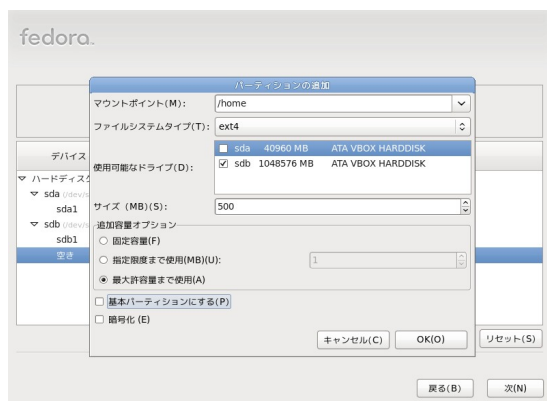 fedora
パーティションの追加
マウントポイント(M): /home
ファイルシステムタイプ(T): ext4
使用可能なドライブ(D):
sda 40960 MB ATA VBOX HARDDISK
sdb 1048576 MB ATA VBOX HARDDISK
サイズ (MB)(S): 500
追加容量オプション
固定容量(F)
指定限度まで使用(MB)(U): 1
最大許容量まで使用(A)
基本パーティションにする(P)
暗号化 (E)
キャンセル(C) OK(O)
デバイス
ハードディスク
sda (/dev/s
sda1
sdb (/dev/s
sdb1
空き
リセット(S)
戻る(B) 次(N)